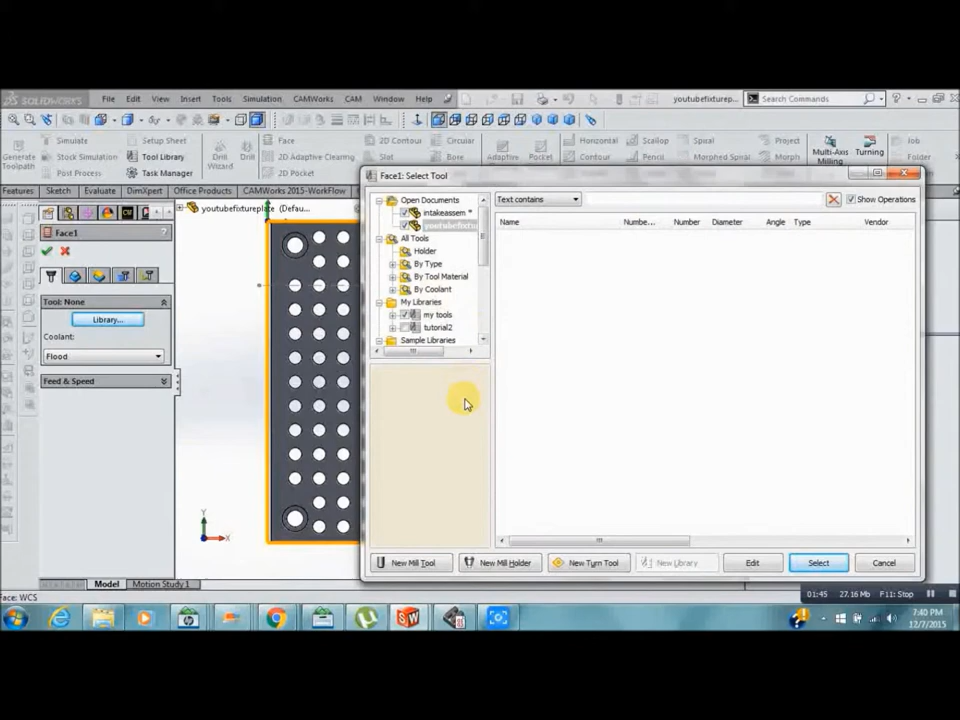 SOLIDWORKS File Edit View Insert Tools Simulation CAMWorks CAM Window Help youtubefixturep... Search Commands
Simulate Setup Sheet Face 2D Contour Circular Horizontal Scallop Spiral Project Job
Generate Toolpath Stock Simulation Tool Library Drill Wizard Drill 2D Adaptive Clearing Slot Bore Adaptive Pocket Contour Parallel Morphed Spiral Multi-Axis Milling Turning Folder
Post Process Task Manager 2D Pocket
Features Sketch Evaluate DimXpert Office Products CAMWorks 2015-WorkFlow
youtubefixtureplate (Defau...
Face1
Tool: None
Library...
Coolant:
Flood
Feed & Speed
Face1: Select Tool
Open Documents
intakeassem *
youtubefixtu
All Tools
Holder
By Type
By Tool Material
By Coolant
My Libraries
my tools
tutorial2
Sample Libraries
Text contains
Show Operations
Name Numbe... Number Diameter Angle Type Vendor
New Mill Tool New Mill Holder New Turn Tool New Library Edit Select Cancel
Y
X
Model Motion Study 1
Face: WCS
01:45 27.16 Mb F11: Stop
7:40 PM
12/7/2015